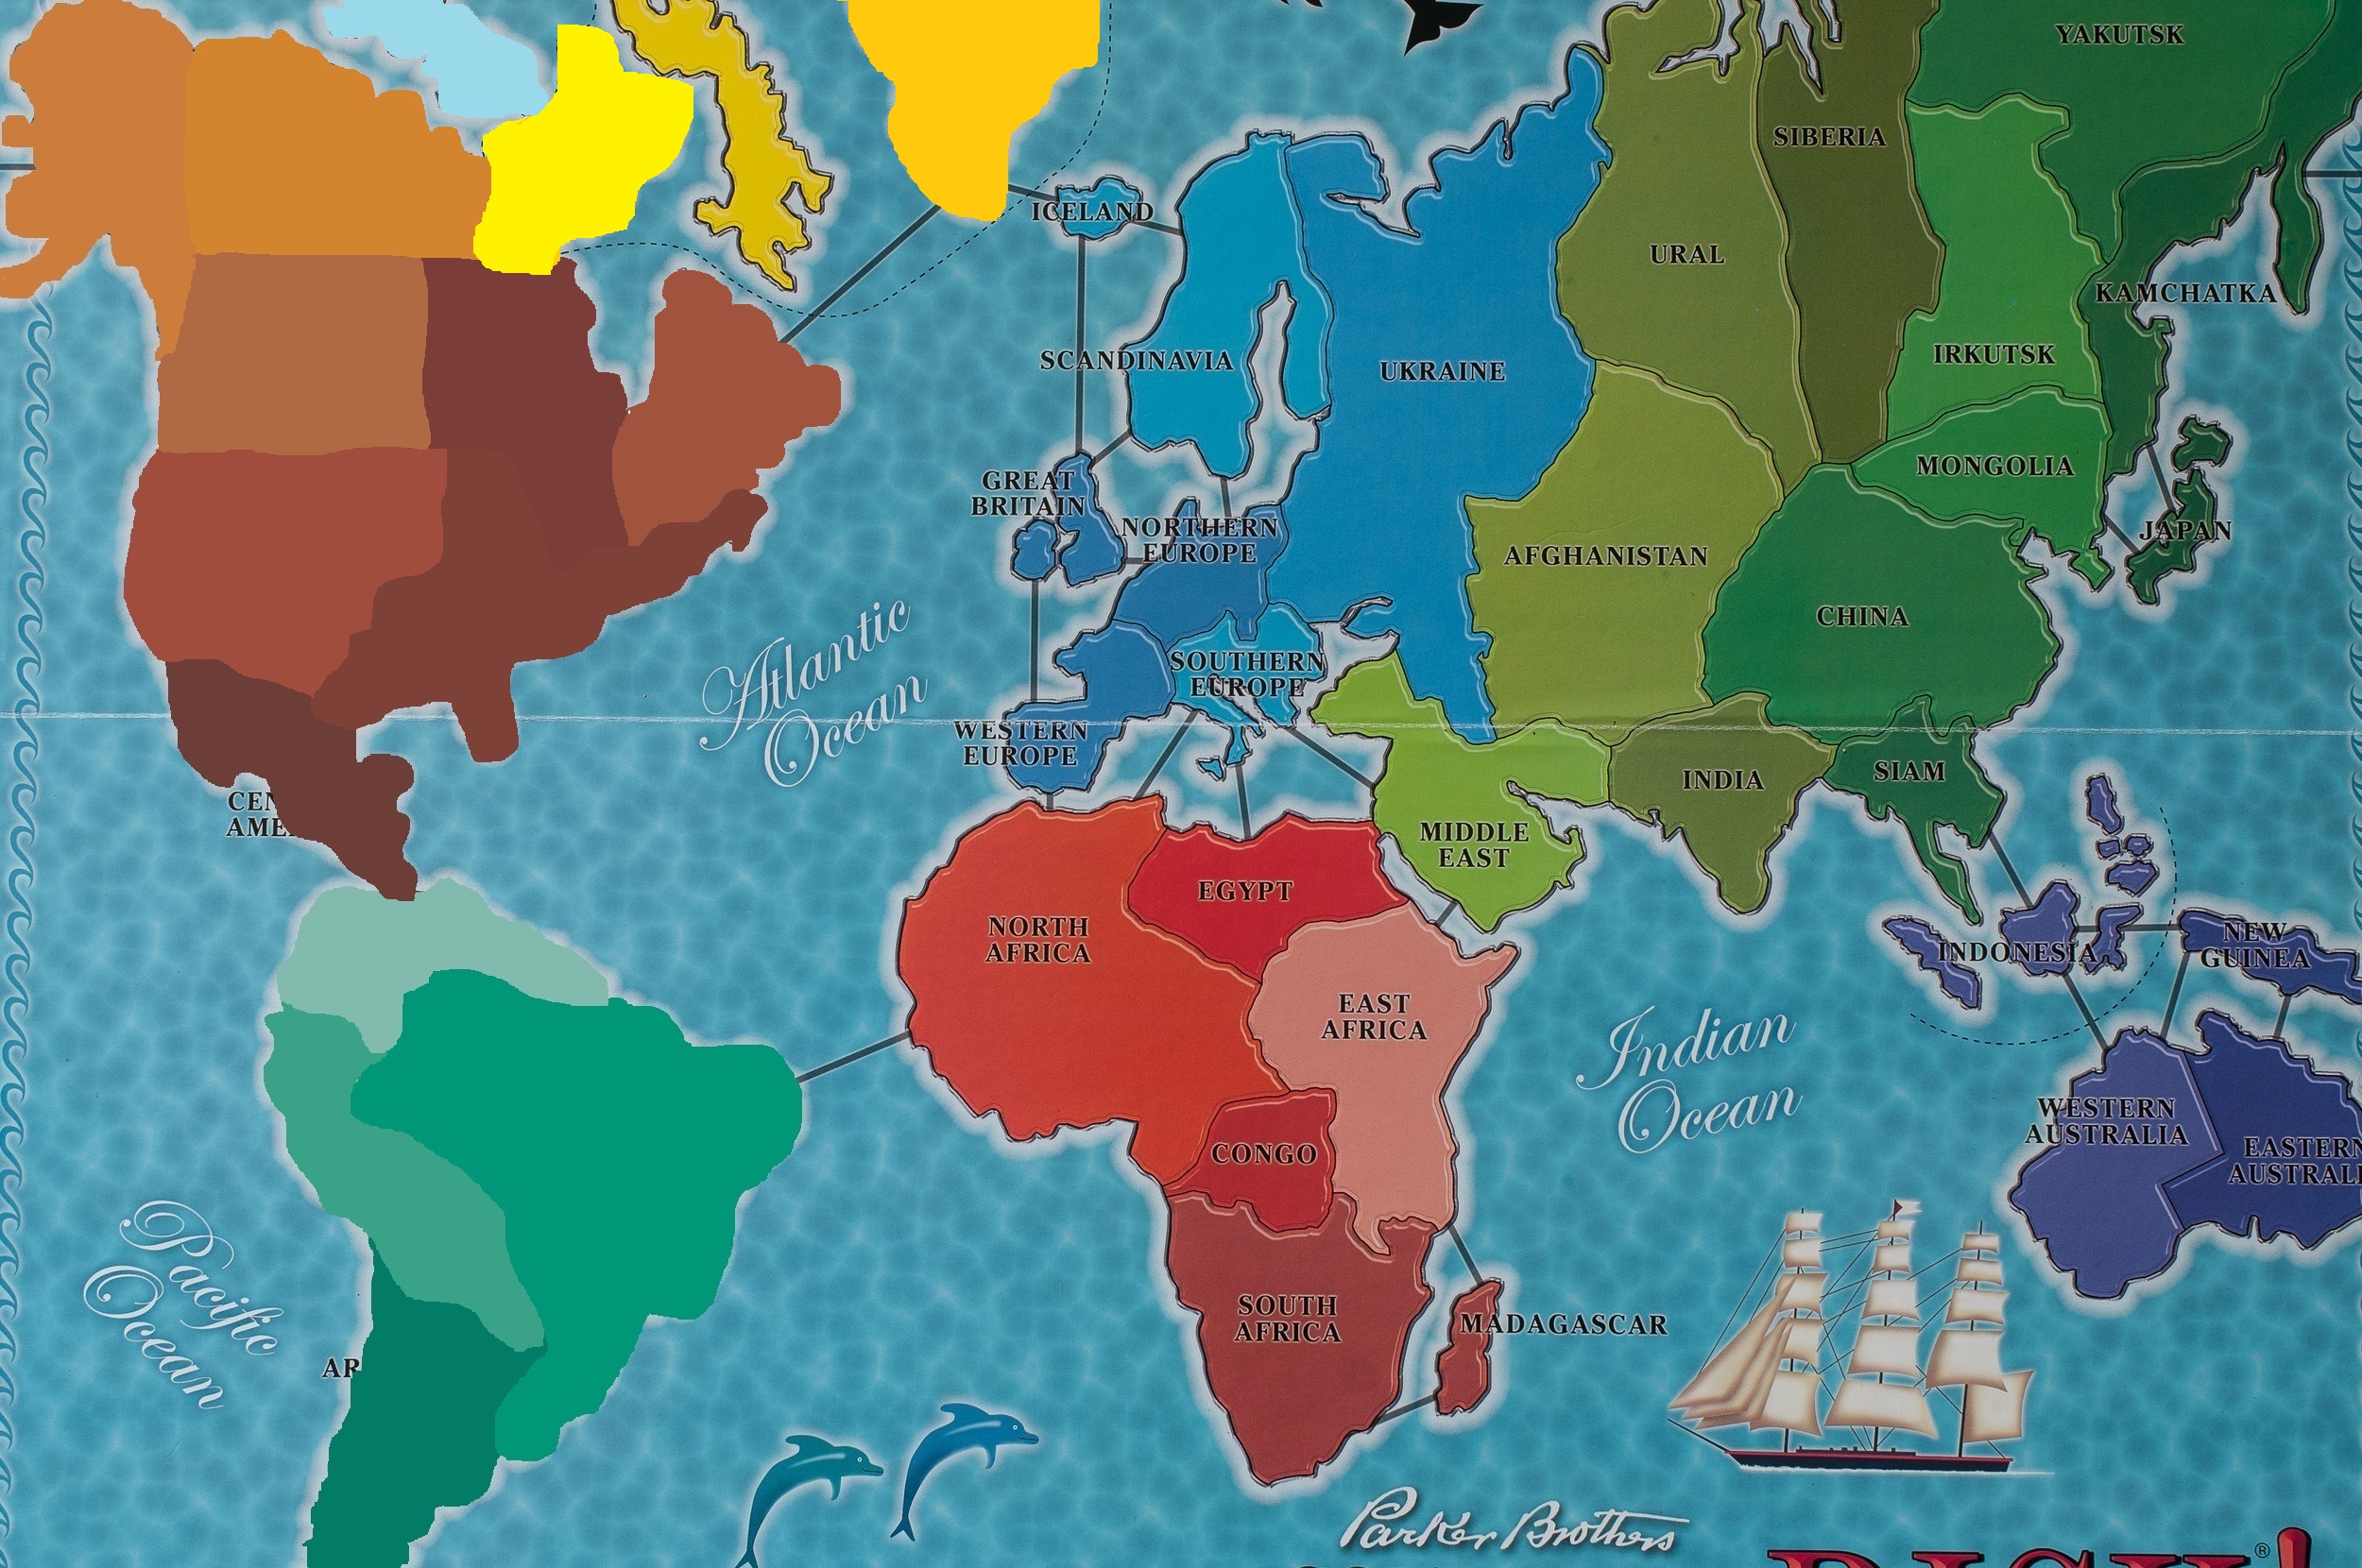 YAKUTSK
SIBERIA
ICELAND
URAL
KAMCHATKA
SCANDINAVIA
UKRAINE
IRKUTSK
MONGOLIA
GREAT
BRITAIN
NORTHERN
EUROPE
AFGHANISTAN
JAPAN
CHINA
Atlantic
Ocean
SOUTHERN
EUROPE
WESTERN
EUROPE
INDIA
SIAM
CEN
AME
MIDDLE
EAST
EGYPT
NORTH
AFRICA
INDONESIA
NEW
GUINEA
EAST
AFRICA
Indian
Ocean
WESTERN
AUSTRALIA
EASTERN
AUSTRALI
CONGO
Pacific
Ocean
SOUTH
AFRICA
MADAGASCAR
AR
Parker Brothers
RISK!®